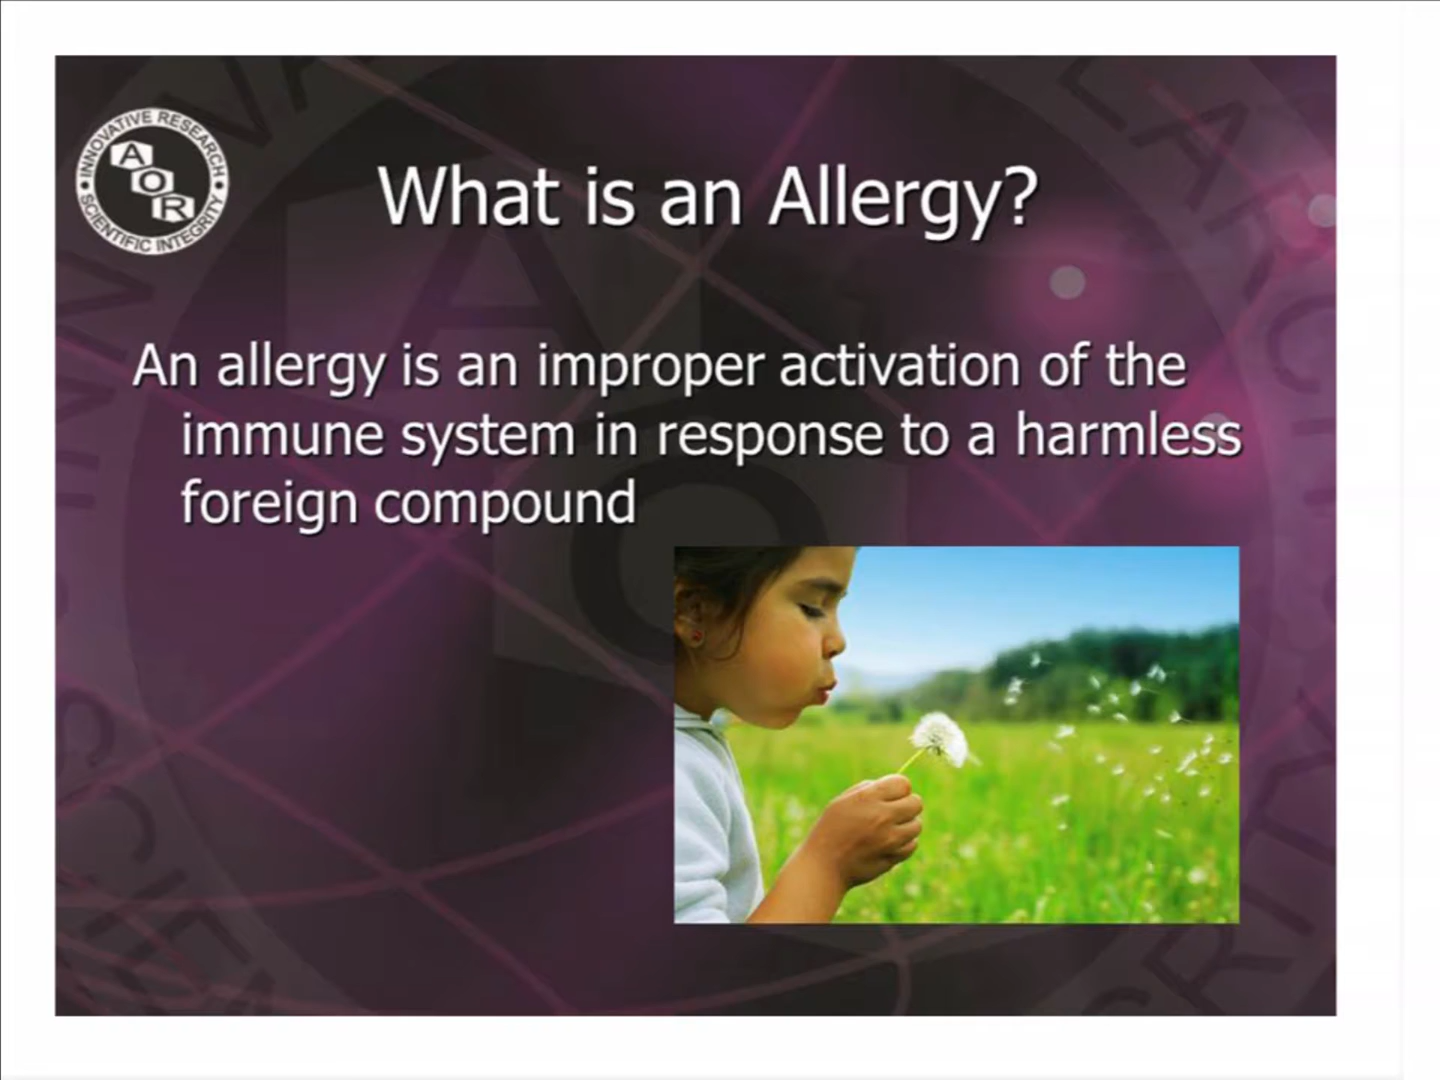 INNOVATIVE RESEARCH
A
O
R
SCIENTIFIC INTEGRITY
What is an Allergy?
An allergy is an improper activation of the
immune system in response to a harmless
foreign compound